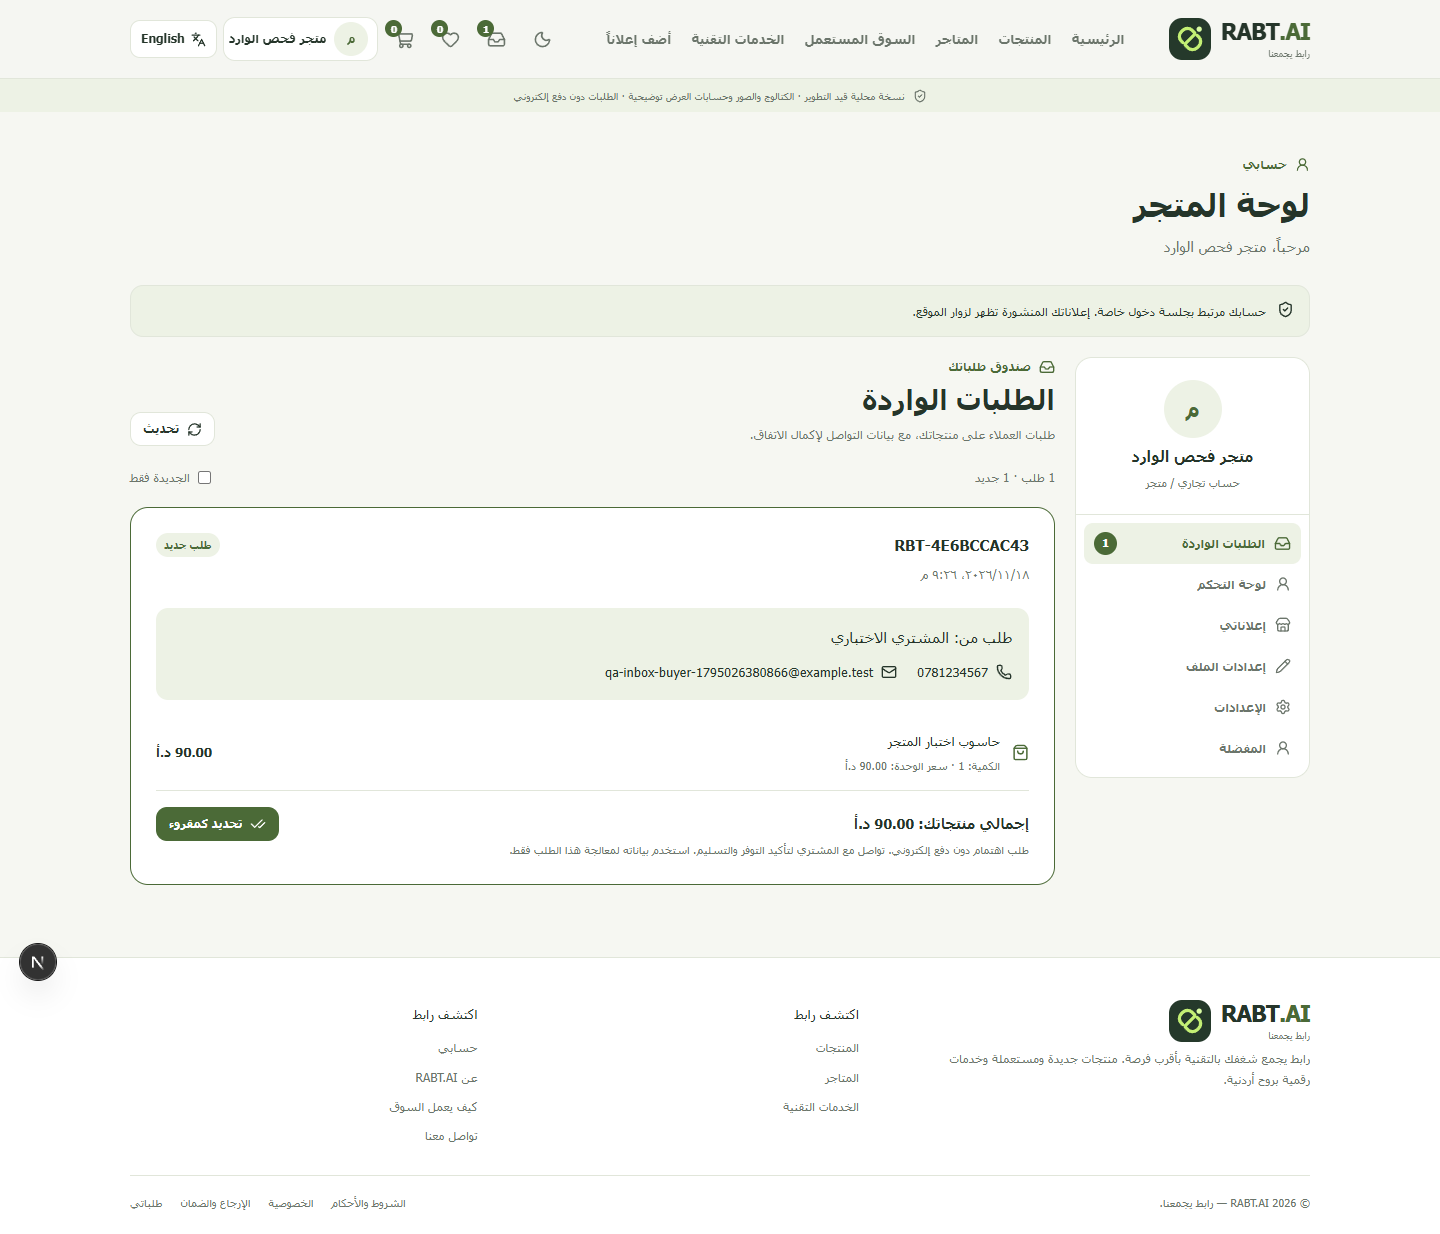 RABT.AI
رابط يجمعنا
الرئيسية
المنتجات
المتاجر
السوق المستعمل
الخدمات التقنية
أضف إعلاناً
1
0
0
م
متجر فحص الوارد
English
نسخة محلية قيد التطوير · الكتالوج والصور وحسابات العرض توضيحية · الطلبات دون دفع إلكتروني
حسابي
لوحة المتجر
مرحباً، متجر فحص الوارد
حسابك مرتبط بجلسة دخول خاصة. إعلاناتك المنشورة تظهر لزوار الموقع.
م
متجر فحص الوارد
حساب تجاري / متجر
الطلبات الواردة
1
لوحة التحكم
إعلاناتي
إعدادات الملف
الإعدادات
المفضلة
صندوق طلباتك
الطلبات الواردة
طلبات العملاء على منتجاتك، مع بيانات التواصل لإكمال الاتفاق.
تحديث
1 طلب · 1 جديد
الجديدة فقط
RBT-4E6BCCAC43
طلب جديد
١٨‏/١١‏/٢٠٢٦، ٩:٢٦ م
طلب من: المشتري الاختباري
0781234567
qa-inbox-buyer-1795026380866@example.test
حاسوب اختبار المتجر
الكمية: 1 · سعر الوحدة: 90.00 د.أ
90.00 د.أ
إجمالي منتجاتك: 90.00 د.أ
تحديد كمقروء
طلب اهتمام دون دفع إلكتروني. تواصل مع المشتري لتأكيد التوفر والتسليم. استخدم بياناته لمعالجة هذا الطلب فقط.
RABT.AI
رابط يجمعنا
رابط يجمع شغفك بالتقنية بأقرب فرصة. منتجات جديدة ومستعملة وخدمات
رقمية بروح أردنية.
اكتشف رابط
المنتجات
المتاجر
الخدمات التقنية
اكتشف رابط
حسابي
عن RABT.AI
كيف يعمل السوق
تواصل معنا
© 2026 RABT.AI — رابط يجمعنا.
الشروط والأحكام
الخصوصية
الإرجاع والضمان
طلباتي
N